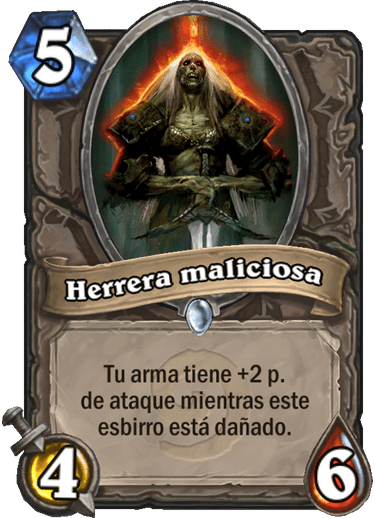 5
Herrera maliciosa
Tu arma tiene +2 p.
de ataque mientras este
esbirro está dañado.
4
6